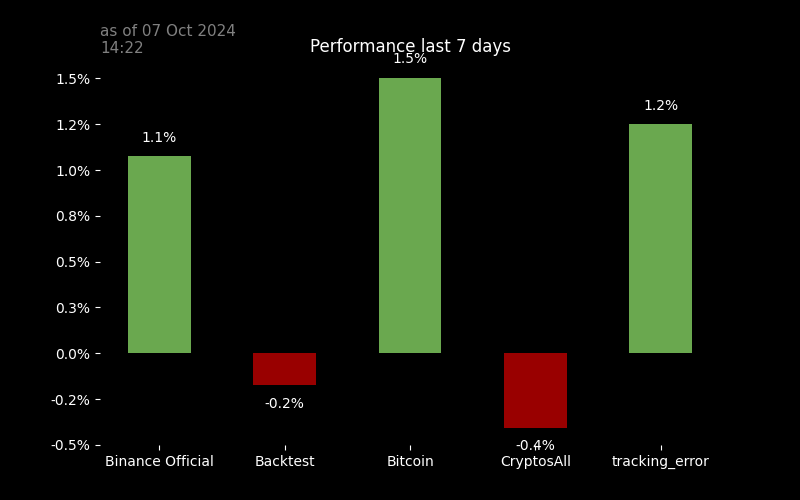 as of 07 Oct 2024
14:22
Performance last 7 days
1.5%
1.2%
1.0%
0.8%
0.5%
0.3%
0.0%
-0.2%
-0.5%
1.1%
-0.2%
1.5%
-0.4%
1.2%
Binance Official
Backtest
Bitcoin
CryptosAll
tracking_error